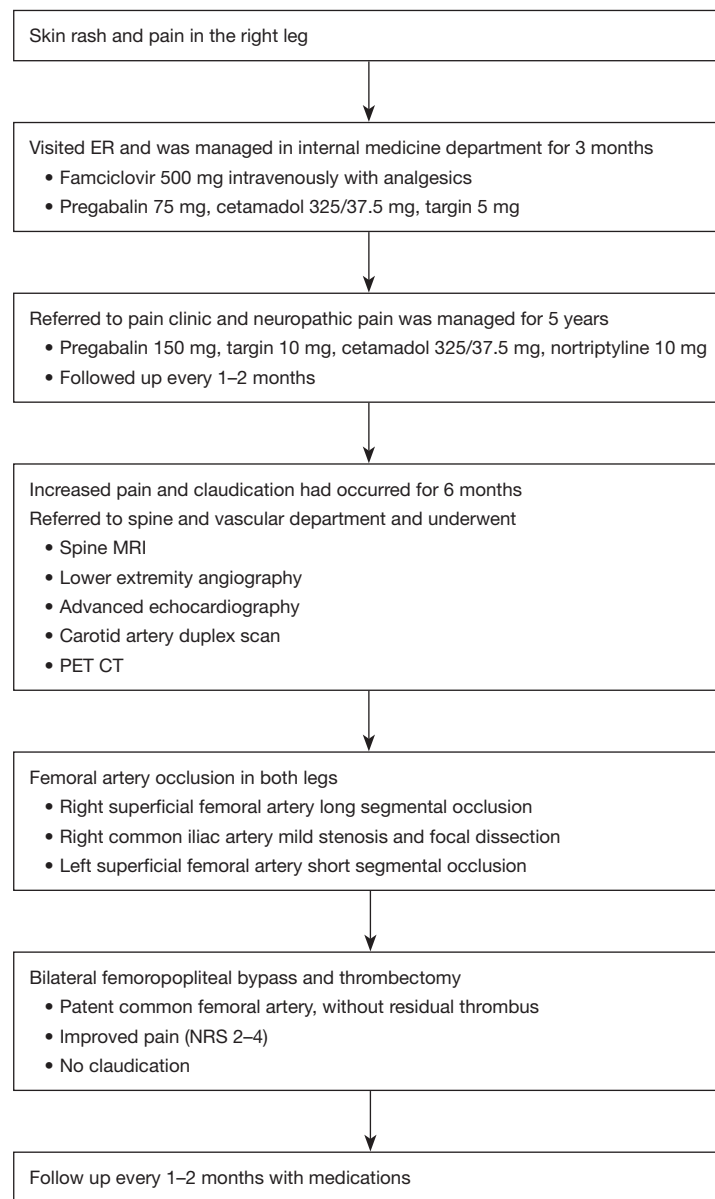 Skin rash and pain in the right leg
Visited ER and was managed in internal medicine department for 3 months
• Famciclovir 500 mg intravenously with analgesics
• Pregabalin 75 mg, cetamadol 325/37.5 mg, targin 5 mg
Referred to pain clinic and neuropathic pain was managed for 5 years
• Pregabalin 150 mg, targin 10 mg, cetamadol 325/37.5 mg, nortriptyline 10 mg
• Followed up every 1–2 months
Increased pain and claudication had occurred for 6 months
Referred to spine and vascular department and underwent
• Spine MRI
• Lower extremity angiography
• Advanced echocardiography
• Carotid artery duplex scan
• PET CT
Femoral artery occlusion in both legs
• Right superficial femoral artery long segmental occlusion
• Right common iliac artery mild stenosis and focal dissection
• Left superficial femoral artery short segmental occlusion
Bilateral femoropopliteal bypass and thrombectomy
• Patent common femoral artery, without residual thrombus
• Improved pain (NRS 2–4)
• No claudication
Follow up every 1–2 months with medications